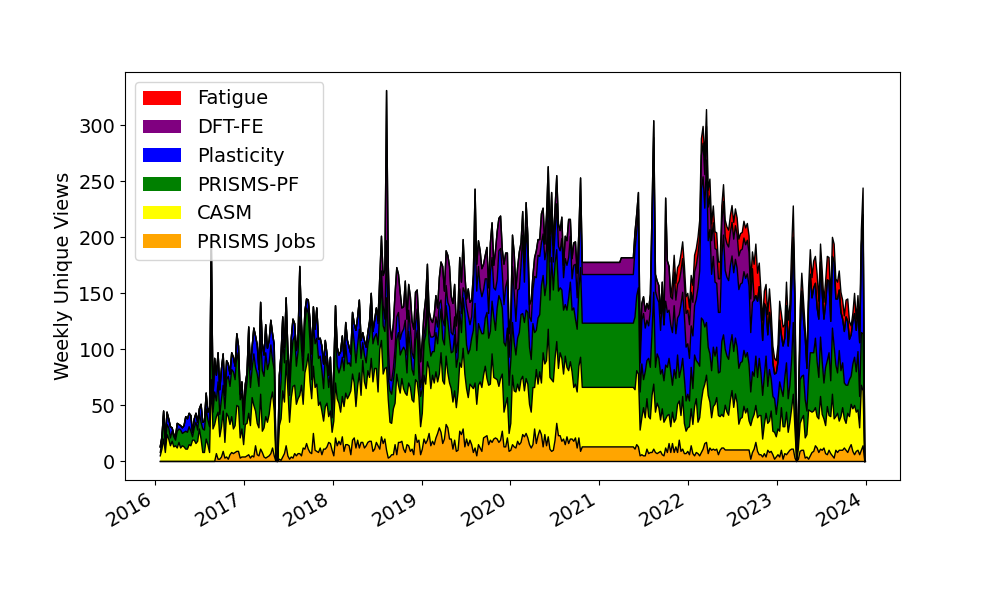 Weekly Unique Views
300
250
200
150
100
50
0
Fatigue
DFT-FE
Plasticity
PRISMS-PF
CASM
PRISMS Jobs
2016
2017
2018
2019
2020
2021
2022
2023
2024